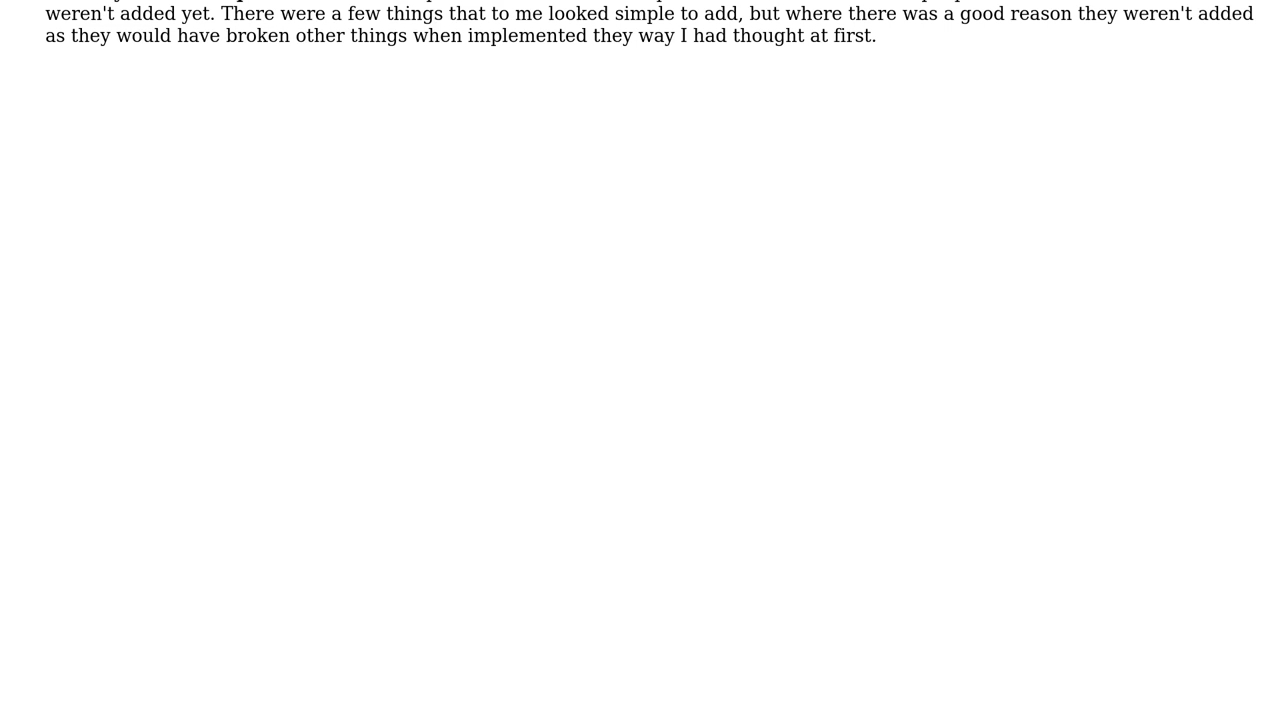 weren't added yet. There were a few things that to me looked simple to add, but where there was a good reason they weren't added
as they would have broken other things when implemented they way I had thought at first.